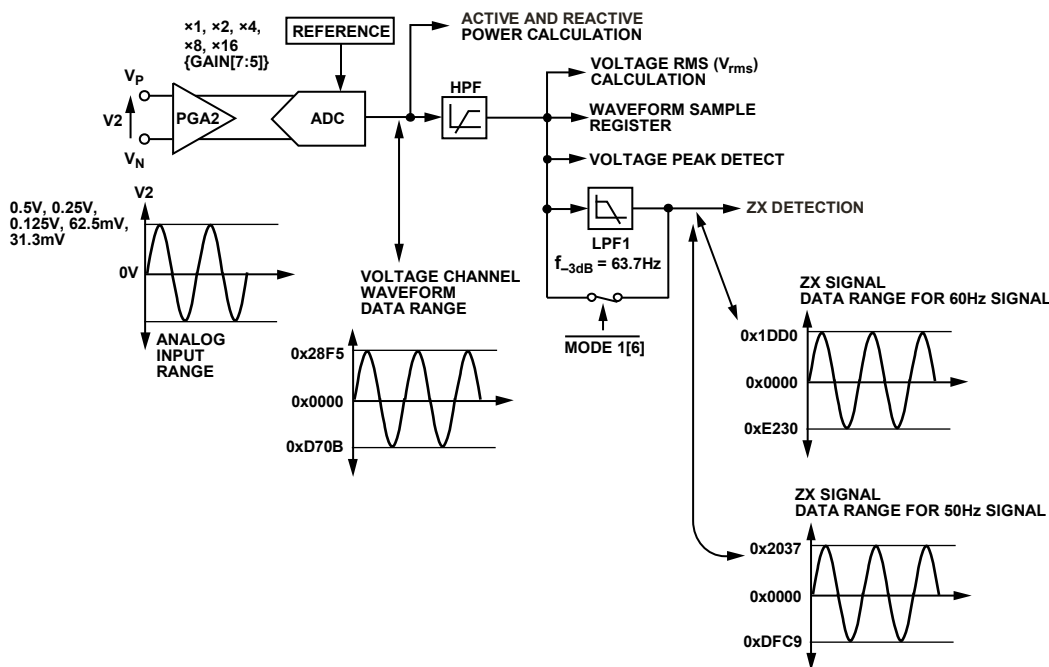 ×1, ×2, ×4,
×8, ×16
{GAIN[7:5]}
REFERENCE
ACTIVE AND REACTIVE
POWER CALCULATION
VP
V2
VN
PGA2
ADC
HPF
VOLTAGE RMS (Vrms)
CALCULATION
WAVEFORM SAMPLE
REGISTER
VOLTAGE PEAK DETECT
LPF1
f–3dB = 63.7Hz
ZX DETECTION
MODE 1[6]
V2
0.5V, 0.25V,
0.125V, 62.5mV,
31.3mV
0V
ANALOG
INPUT
RANGE
VOLTAGE CHANNEL
WAVEFORM
DATA RANGE
0x28F5
0x0000
0xD70B
ZX SIGNAL
DATA RANGE FOR 60Hz SIGNAL
0x1DD0
0x0000
0xE230
ZX SIGNAL
DATA RANGE FOR 50Hz SIGNAL
0x2037
0x0000
0xDFC9